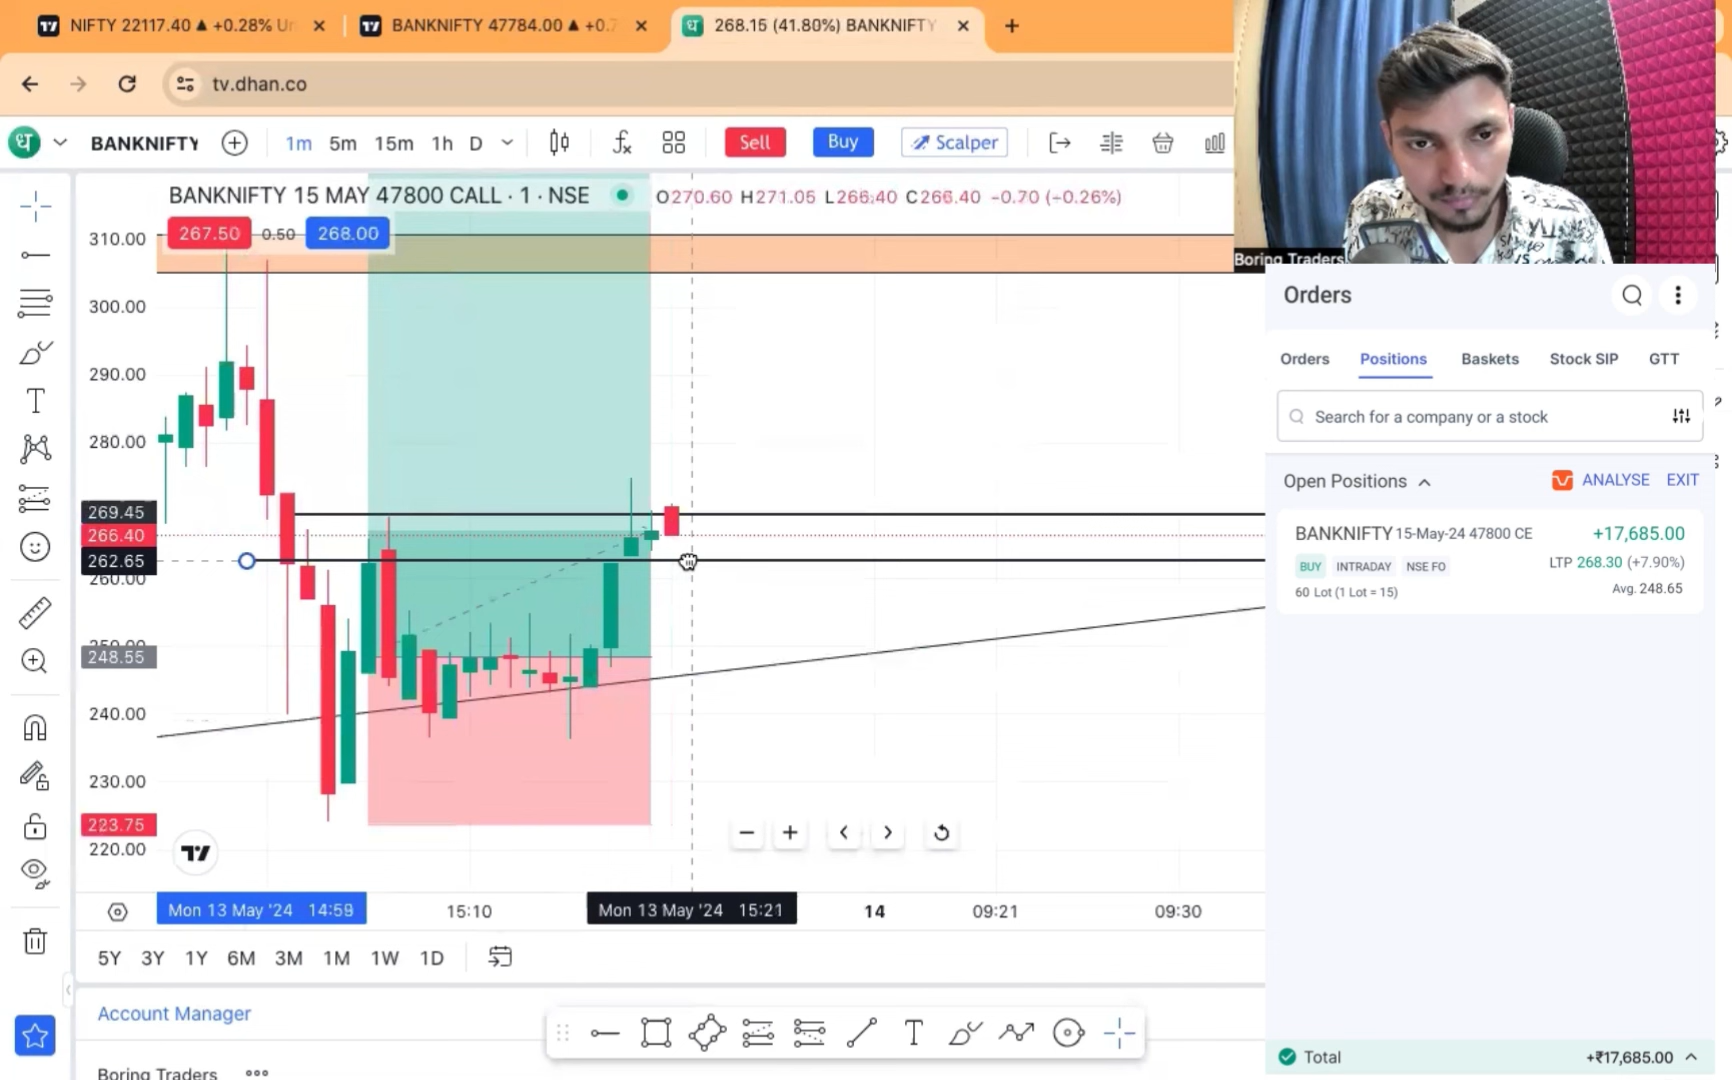 NIFTY 22117.40 ▲ +0.28% Un
BANKNIFTY 47784.00 ▲ +0.7
268.15 (41.80%) BANKNIFTY
tv.dhan.co
BANKNIFTY
1m 5m 15m 1h D
Sell
Buy
Scalper
BANKNIFTY 15 MAY 47800 CALL · 1 · NSE
O270.60 H271.05 L266.40 C266.40 −0.70 (−0.26%)
267.50 0.50 268.00
310.00
300.00
290.00
280.00
269.45
266.40
262.65
260.00
250.00
248.55
240.00
230.00
223.75
220.00
Mon 13 May '24 14:59
15:10
Mon 13 May '24 15:21
14
09:21
09:30
5Y 3Y 1Y 6M 3M 1M 1W 1D
Account Manager
Boring Traders
Boring Traders
Orders
Orders Positions Baskets Stock SIP GTT
Search for a company or a stock
Open Positions ANALYSE EXIT
BANKNIFTY 15-May-24 47800 CE +17,685.00
BUY INTRADAY NSE FO LTP 268.30 (+7.90%)
60 Lot (1 Lot = 15) Avg. 248.65
Total +₹17,685.00